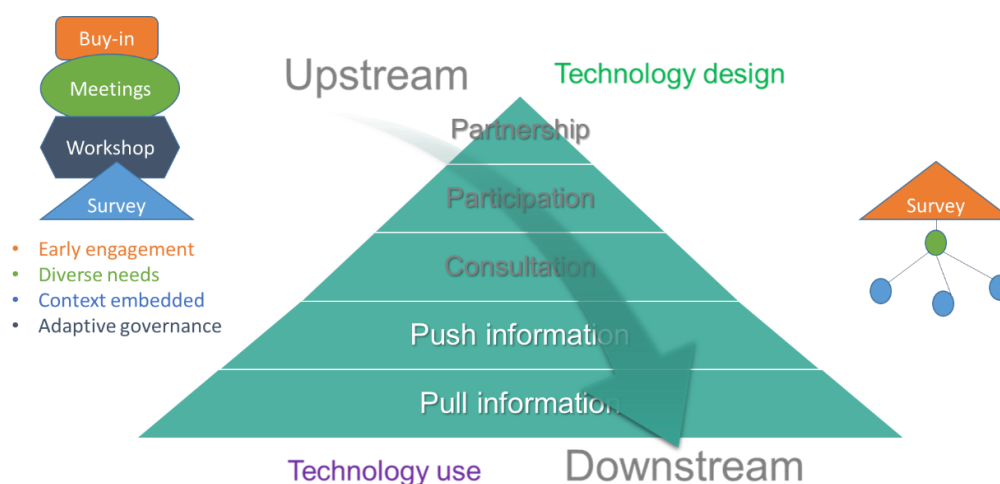 Buy-in
Meetings
Workshop
Survey
• Early engagement
• Diverse needs
• Context embedded
• Adaptive governance
Upstream
Technology design
Partnership
Participation
Consultation
Push information
Pull information
Technology use
Downstream
Survey